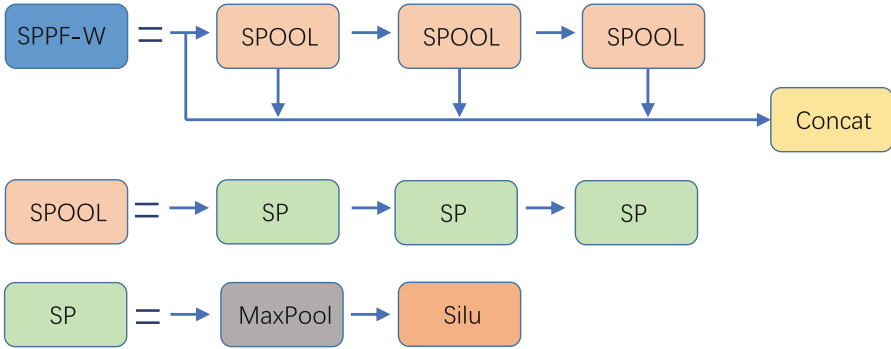 SPPF-W = SPOOL SPOOL SPOOL
Concat
SPOOL = SP SP SP
SP = MaxPool Silu